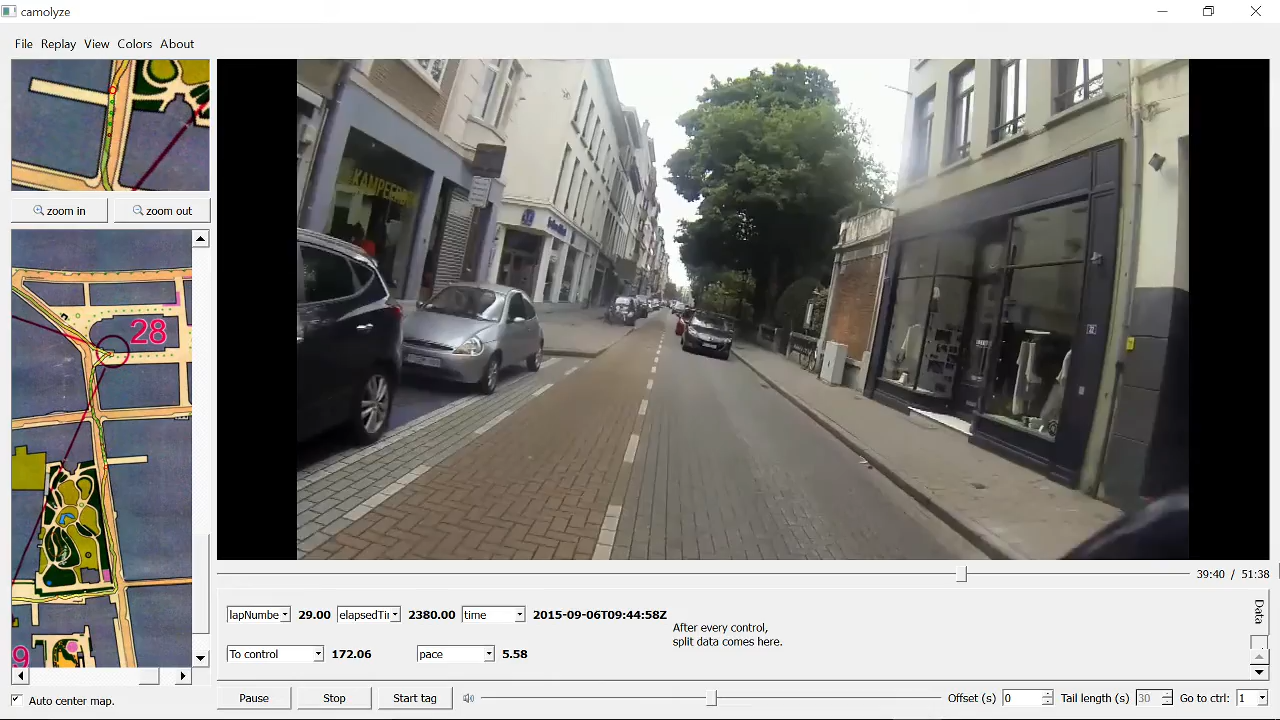 camolyze
File Replay View Colors About
zoom in zoom out
28
9
39:40 / 51:38
lapNumbe 29.00 elapsedTir 2380.00 time 2015-09-06T09:44:58Z
After every control,
split data comes here.
To control 172.06 pace 5.58
Data
Auto center map.
Pause Stop Start tag Offset (s) 0 Tail length (s) 30 Go to ctrl: 1